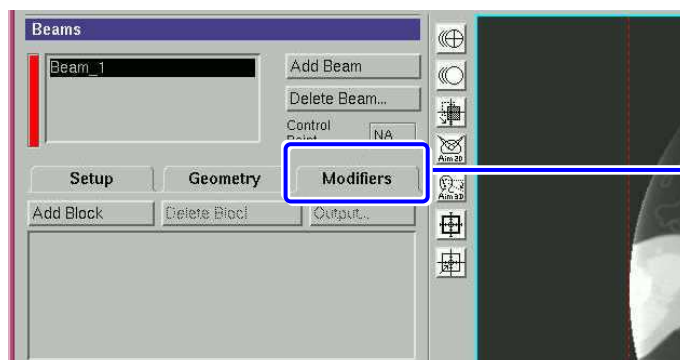 Beams
Beam_1
Add Beam
Delete Beam...
Control
Point
NA
Setup
Geometry
Modifiers
Add Block
Delete Block
Output...
Aim 2D
Aim 3D